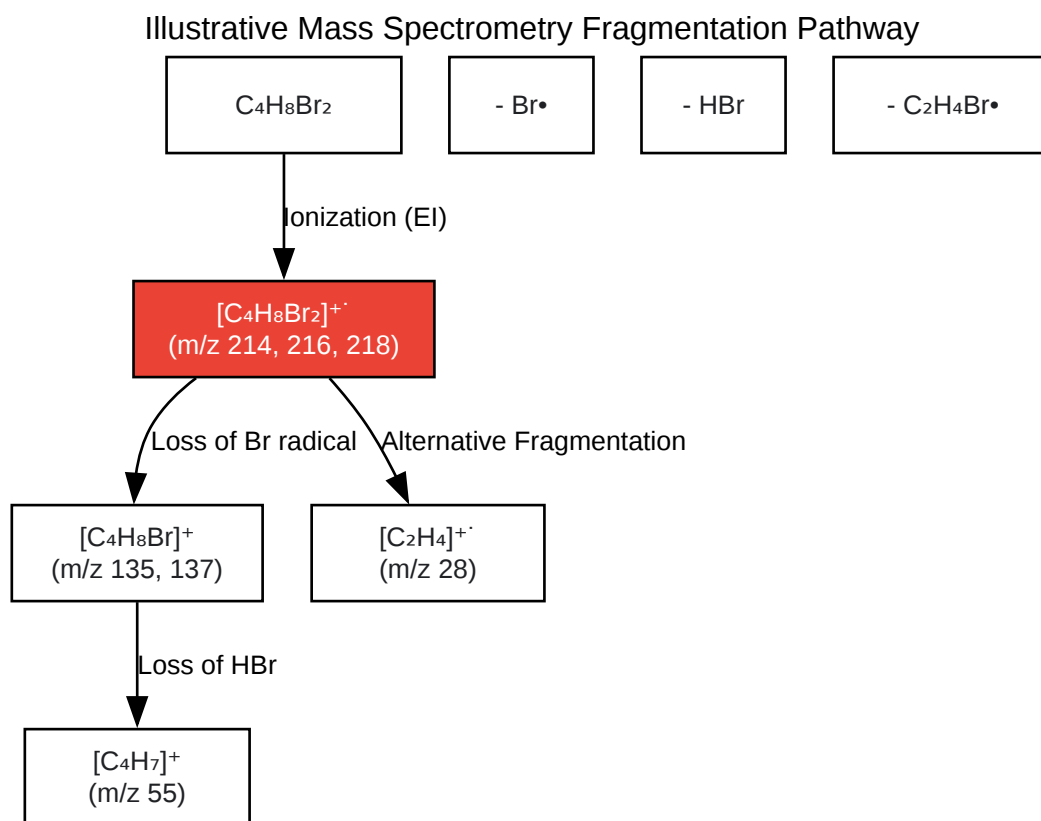 Illustrative Mass Spectrometry Fragmentation Pathway
C₄H₈Br₂
- Br•
- HBr
- C₂H₄Br•
Ionization (EI)
[C₄H₈Br₂]⁺˙
(m/z 214, 216, 218)
Loss of Br radical
Alternative Fragmentation
[C₄H₈Br]⁺
(m/z 135, 137)
[C₂H₄]⁺˙
(m/z 28)
Loss of HBr
[C₄H₇]⁺
(m/z 55)